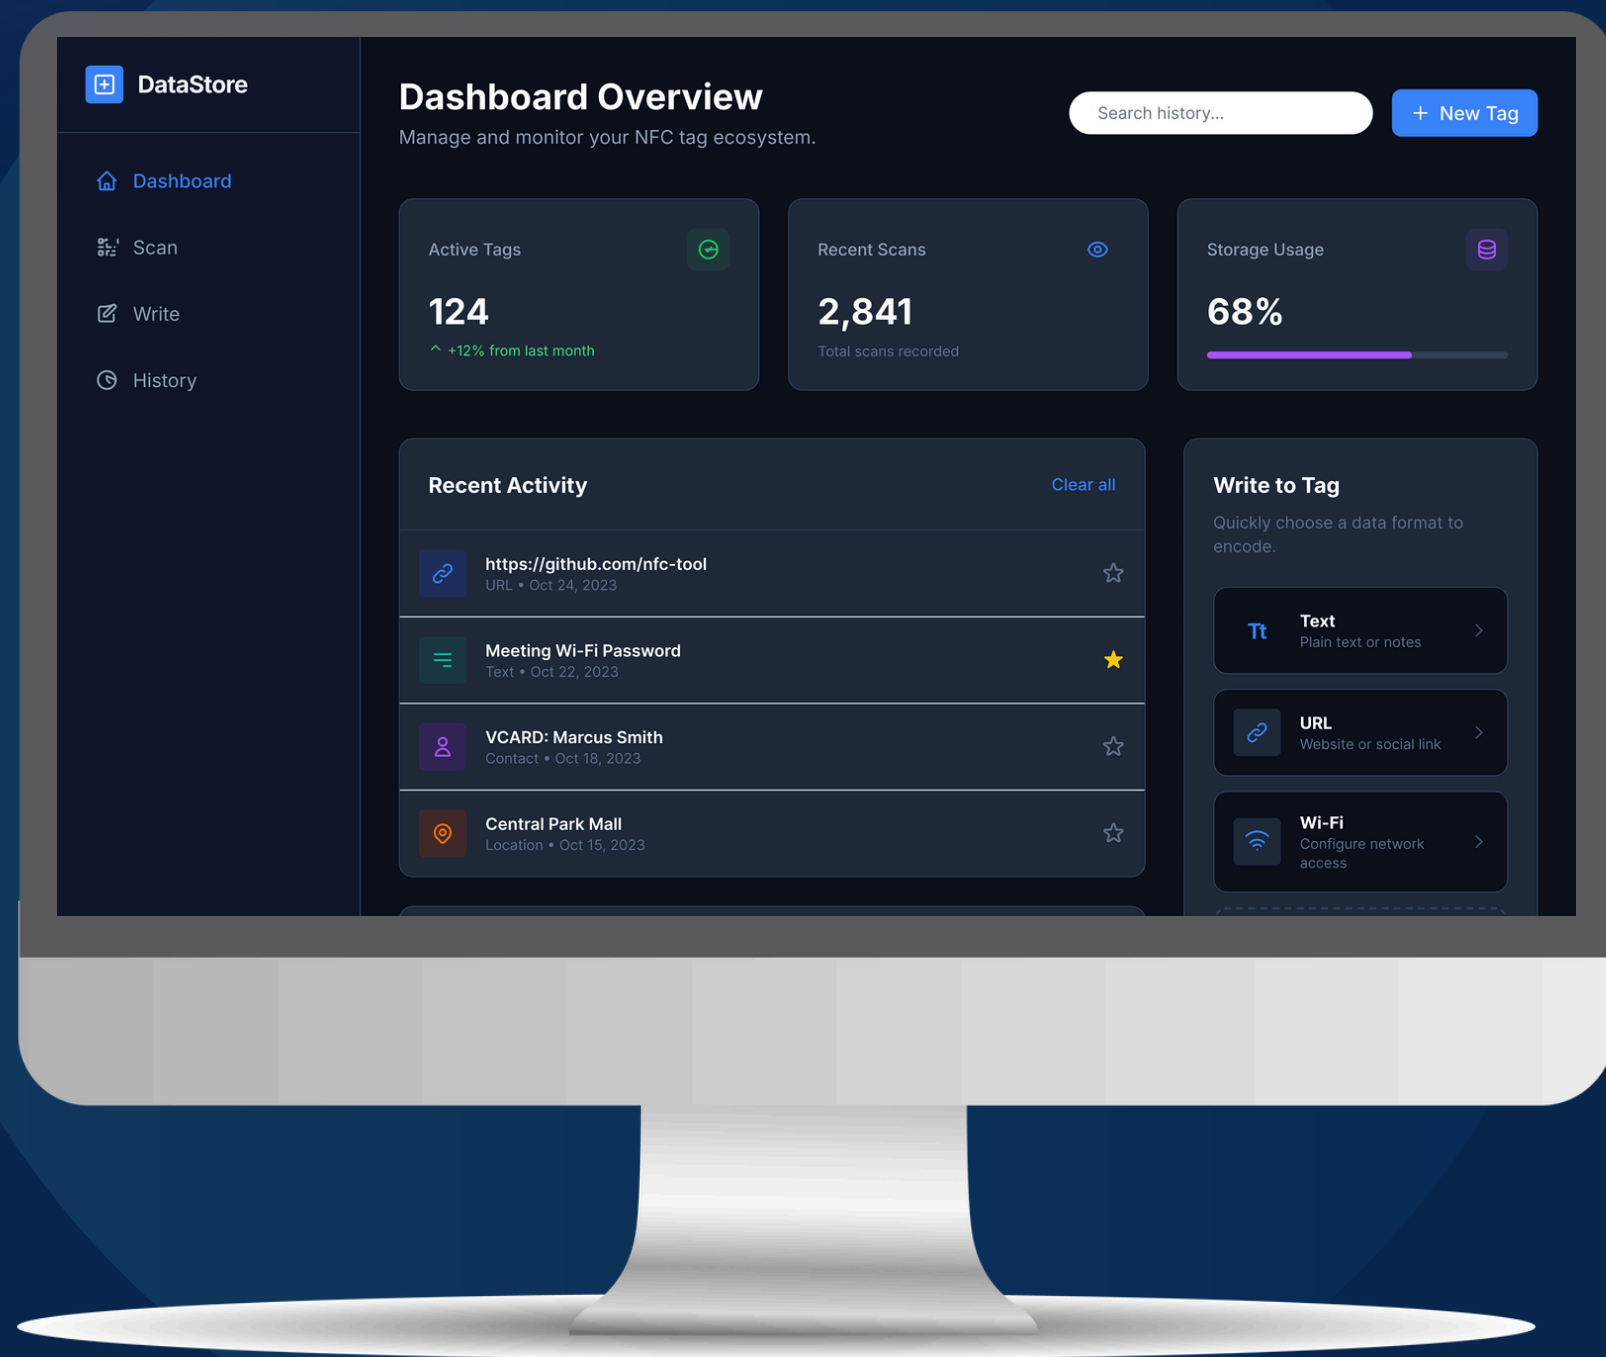 DataStore
Dashboard
Scan
Write
History
Dashboard Overview
Manage and monitor your NFC tag ecosystem.
Search history...
New Tag
Active Tags
124
+12% from last month
Recent Scans
2,841
Total scans recorded
Storage Usage
68%
Recent Activity
Clear all
https://github.com/nfc-tool
URL • Oct 24, 2023
Meeting Wi-Fi Password
Text • Oct 22, 2023
VCARD: Marcus Smith
Contact • Oct 18, 2023
Central Park Mall
Location • Oct 15, 2023
Write to Tag
Quickly choose a data format to
encode.
Tt
Text
Plain text or notes
URL
Website or social link
Wi-Fi
Configure network
access